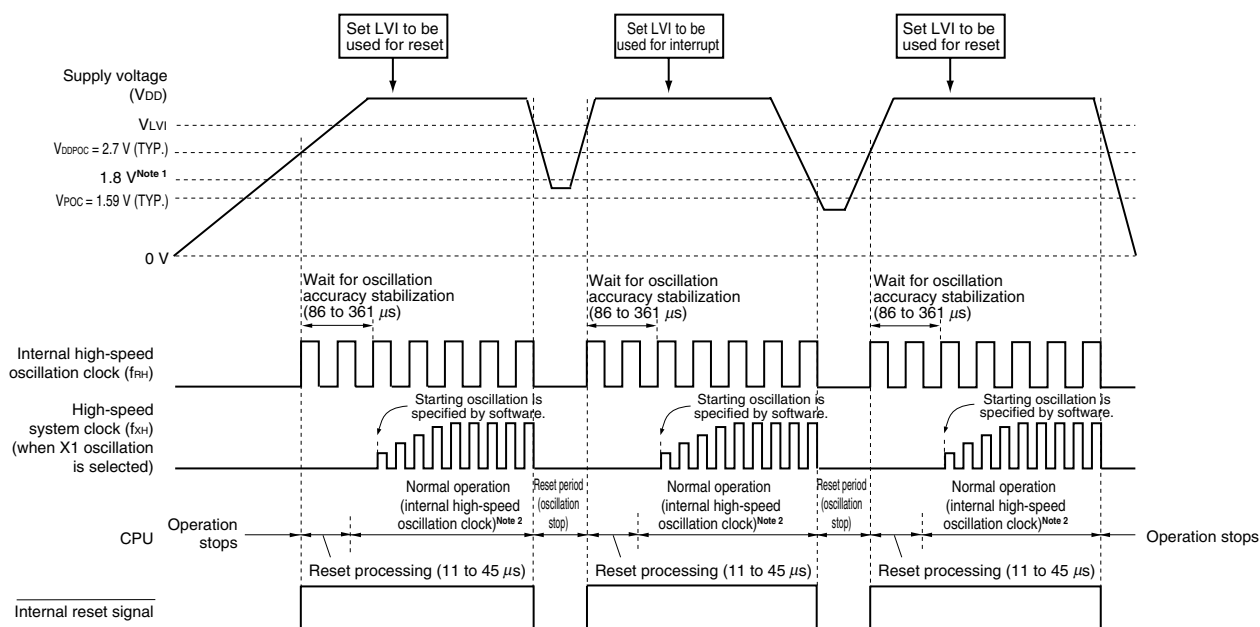 Set LVI to be
used for reset
Set LVI to be
used for interrupt
Set LVI to be
used for reset
Supply voltage
(VDD)
VLVI
VDDPOC = 2.7 V (TYP.)
1.8 V Note 1
VPOC = 1.59 V (TYP.)
0 V
Wait for oscillation
accuracy stabilization
(86 to 361 μs)
Wait for oscillation
accuracy stabilization
(86 to 361 μs)
Wait for oscillation
accuracy stabilization
(86 to 361 μs)
Internal high-speed
oscillation clock (fRH)
High-speed
system clock (fXH)
(when X1 oscillation
is selected)
Starting oscillation is
specified by software.
Starting oscillation is
specified by software.
Starting oscillation is
specified by software.
CPU
Operation
stops
Normal operation
(internal high-speed
oscillation clock)Note 2
Reset period
(oscillation
stop)
Normal operation
(internal high-speed
oscillation clock)Note 2
Reset period
(oscillation
stop)
Normal operation
(internal high-speed
oscillation clock)Note 2
Operation stops
Reset processing (11 to 45 μs)
Reset processing (11 to 45 μs)
Reset processing (11 to 45 μs)
Internal reset signal